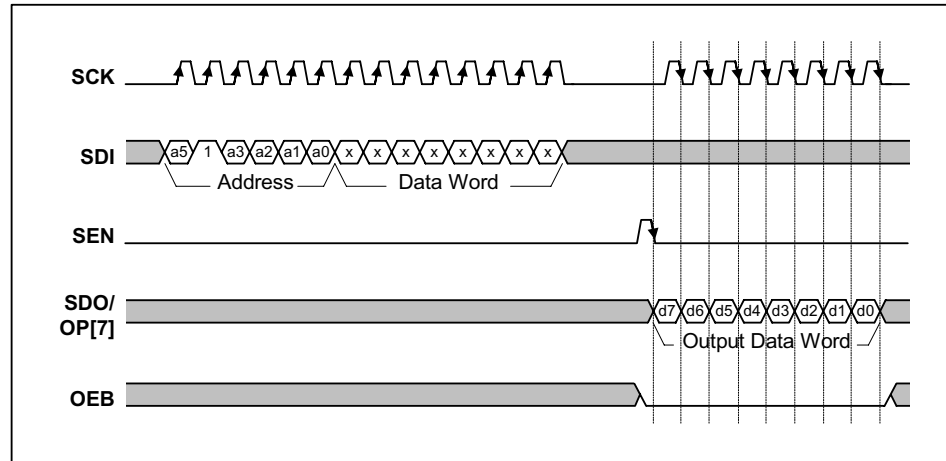 SCK
SDI a5 1 a3 a2 a1 a0 x x x x x x x x
Address Data Word
SEN
SDO/
OP[7] d7 d6 d5 d4 d3 d2 d1 d0
Output Data Word
OEB